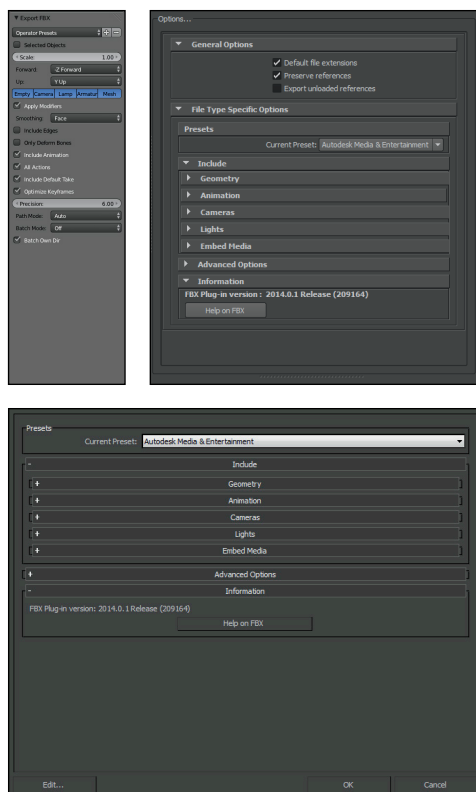 Export FBX
Operator Presets
Selected Objects
Scale: 1.00
Forward: -Z Forward
Up: Y Up
Empty Camera Lamp Armatur Mesh
Apply Modifiers
Smoothing: Face
Include Edges
Only Deform Bones
Include Animation
All Actions
Include Default Take
Optimize Keyframes
Precision: 6.00
Path Mode: Auto
Batch Mode: Off
Batch Own Dir
Options...
General Options
Default file extensions
Preserve references
Export unloaded references
File Type Specific Options
Presets
Current Preset: Autodesk Media & Entertainment
Include
Geometry
Animation
Cameras
Lights
Embed Media
Advanced Options
Information
FBX Plug-in version : 2014.0.1 Release (209164)
Help on FBX
Presets
Current Preset: Autodesk Media & Entertainment
- Include
+ Geometry
+ Animation
+ Cameras
+ Lights
+ Embed Media
+ Advanced Options
- Information
FBX Plug-in version: 2014.0.1 Release (209164)
Help on FBX
Edit... OK Cancel